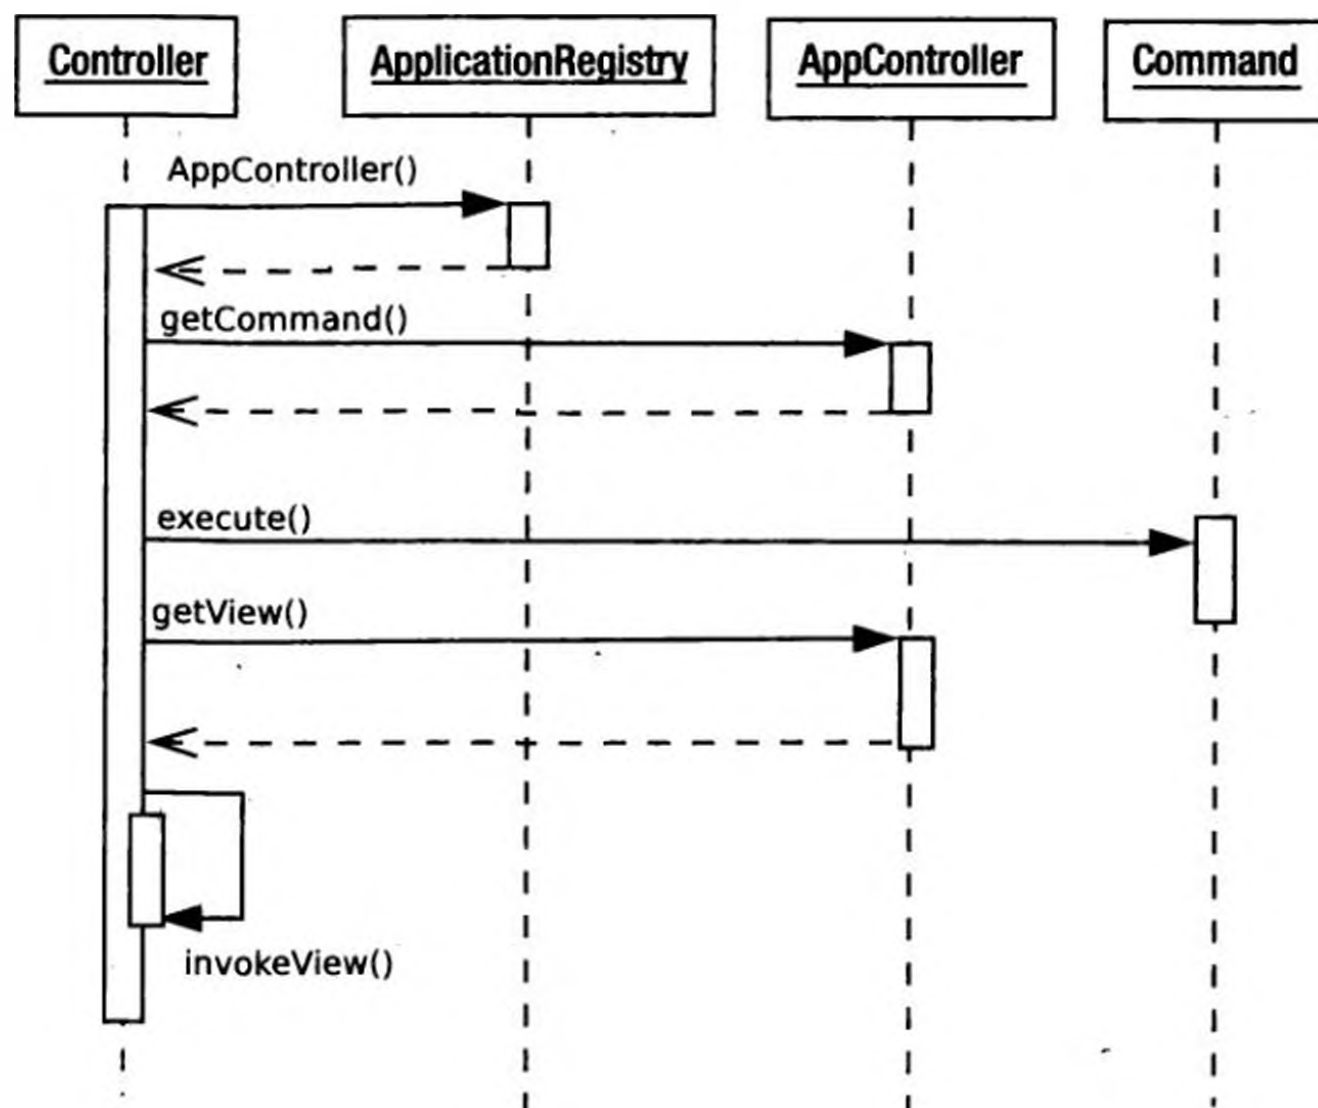 Controller
ApplicationRegistry
AppController
Command
AppController()
getCommand()
execute()
getView()
invokeView()